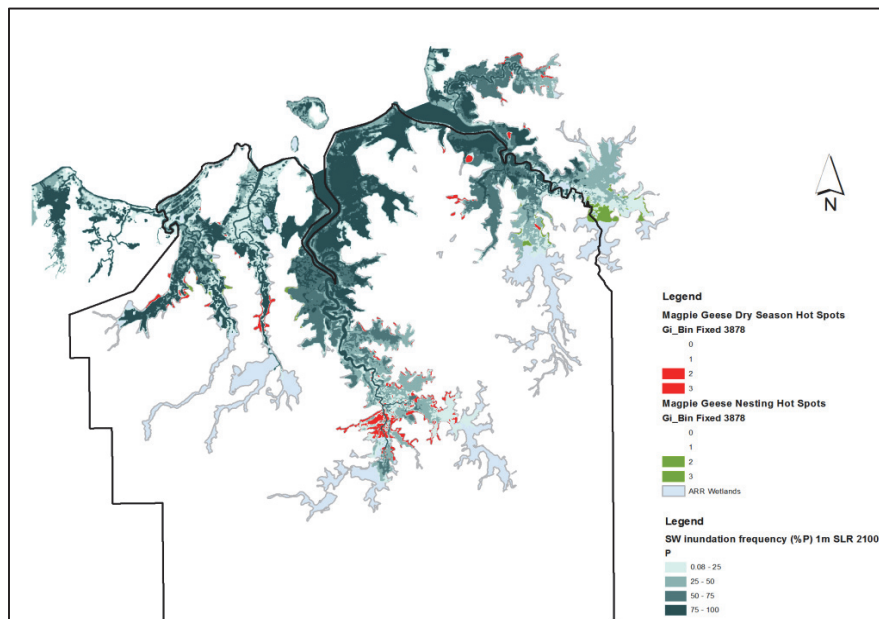 N
Legend
Magpie Geese Dry Season Hot Spots
Gi_Bin Fixed 3878
0
1
2
3
Magpie Geese Nesting Hot Spots
Gi_Bin Fixed 3878
0
1
2
3
ARR Wetlands
Legend
SW inundation frequency (%P) 1m SLR 2100
P
0.08 - 25
25 - 50
50 - 75
75 - 100